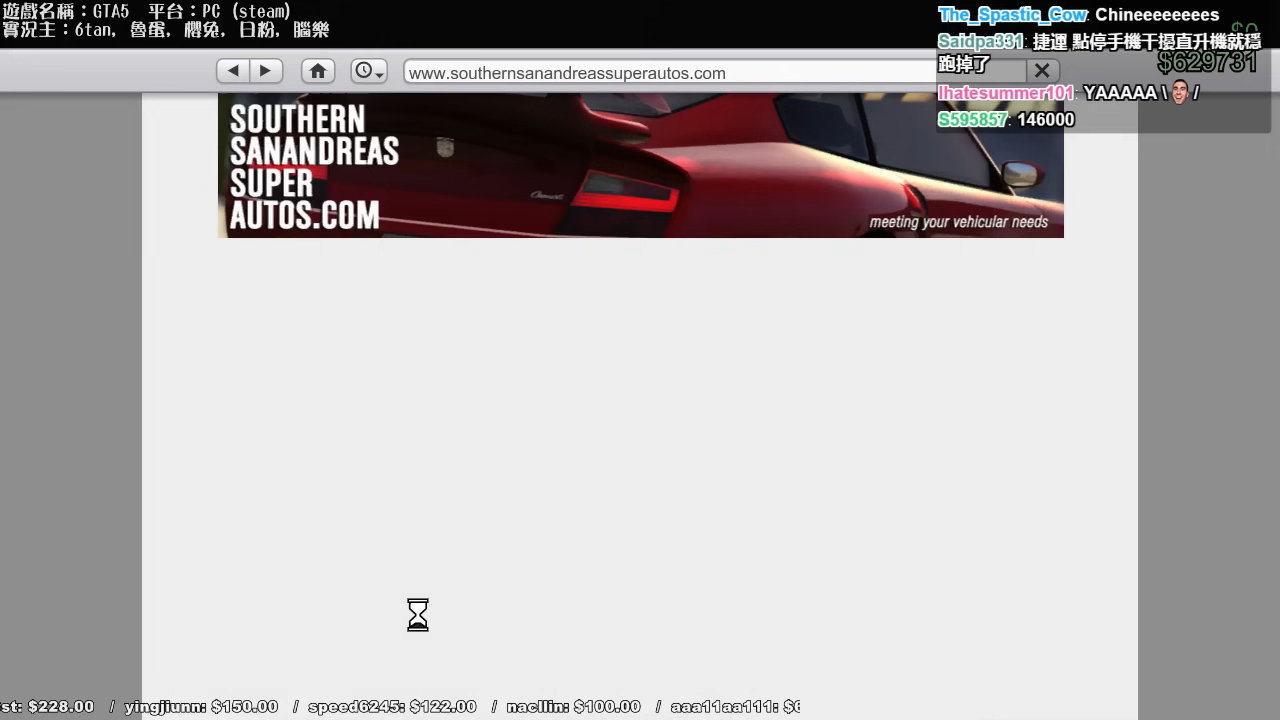 遊戲名稱：GTA5 平台：PC (steam)
實況主：6tan, 魯蛋, 兔, 日粉, 腦樂
The_Spastic_Cow: Chineeeeeeees
Saidpa331: 捷運 點停手機干擾直升機就穩
跑掉了
$0
$629731
Ihatesummer101: YAAAAA \ /
S595857: 146000
www.southernsanandreassuperautos.com
SOUTHERN
SANANDREAS
SUPER
AUTOS.COM
meeting your vehicular needs
st: $228.00 / yingjiunn: $150.00 / speed6245: $122.00 / nacllin: $100.00 / aaa11aa111: $